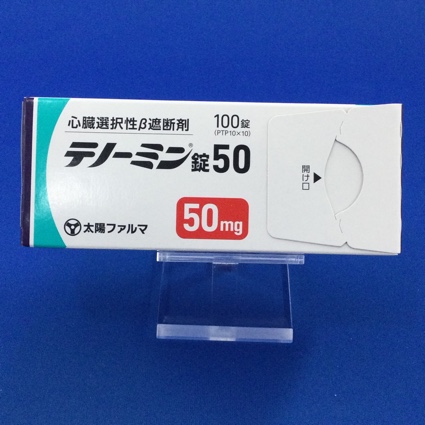 心臓選択性β遮断剤
100錠
(PTP10×10)
テノーミン®錠50
50mg
太陽ファルマ
開け口